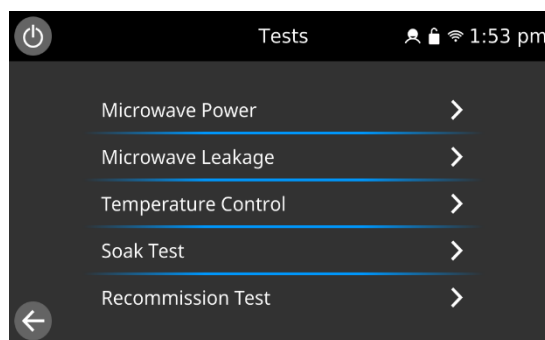 Tests
1:53 pm
Microwave Power
Microwave Leakage
Temperature Control
Soak Test
Recommission Test